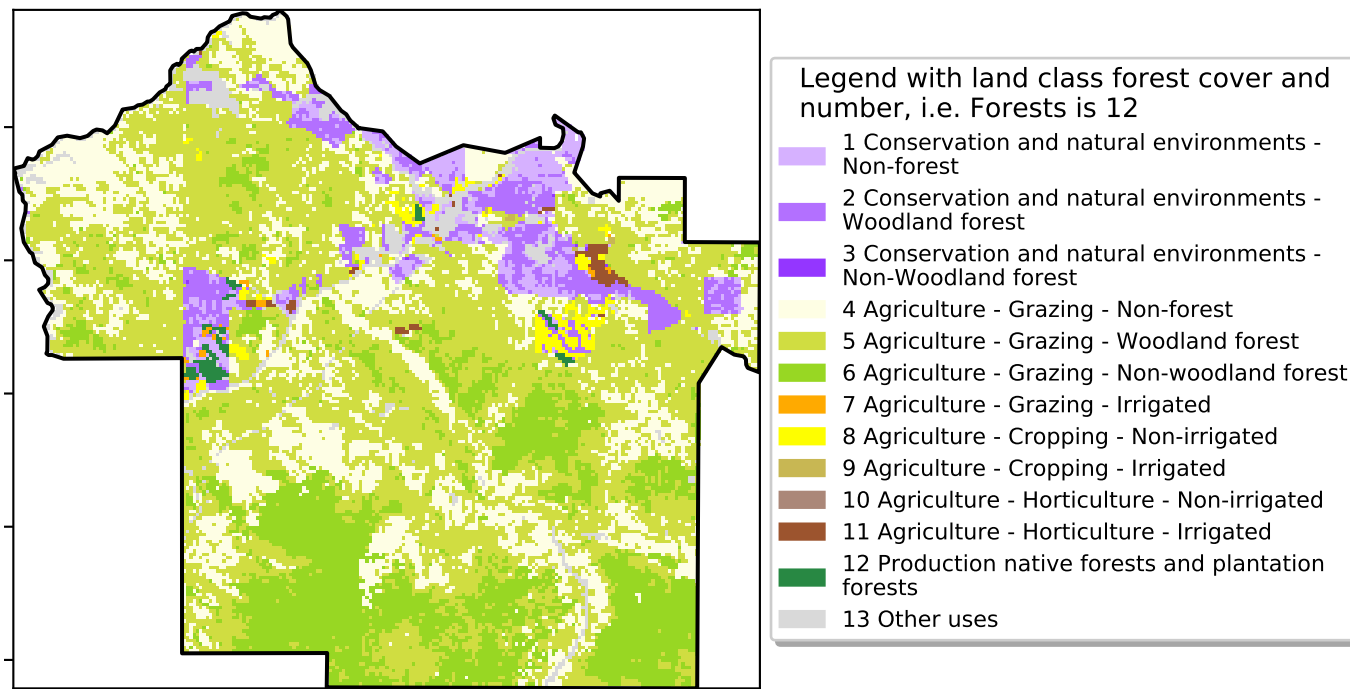 Legend with land class forest cover and
number, i.e. Forests is 12
1 Conservation and natural environments -
Non-forest
2 Conservation and natural environments -
Woodland forest
3 Conservation and natural environments -
Non-Woodland forest
4 Agriculture - Grazing - Non-forest
5 Agriculture - Grazing - Woodland forest
6 Agriculture - Grazing - Non-woodland forest
7 Agriculture - Grazing - Irrigated
8 Agriculture - Cropping - Non-irrigated
9 Agriculture - Cropping - Irrigated
10 Agriculture - Horticulture - Non-irrigated
11 Agriculture - Horticulture - Irrigated
12 Production native forests and plantation
forests
13 Other uses